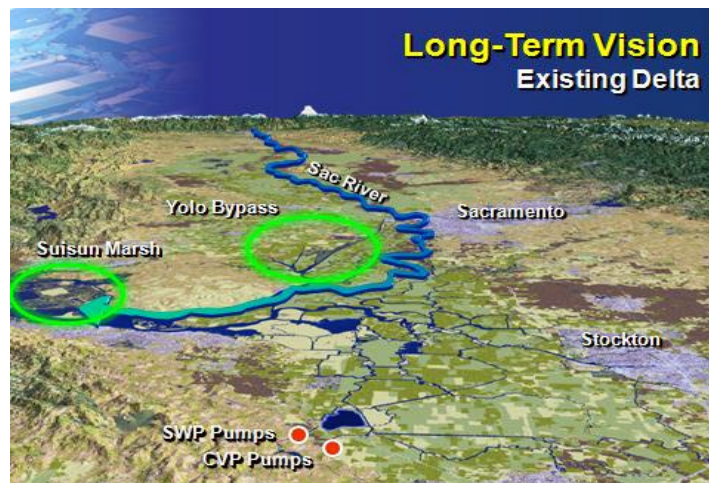 Long-Term Vision
Existing Delta
Sac River
Yolo Bypass
Sacramento
Suisun Marsh
Stockton
SWP Pumps
CVP Pumps